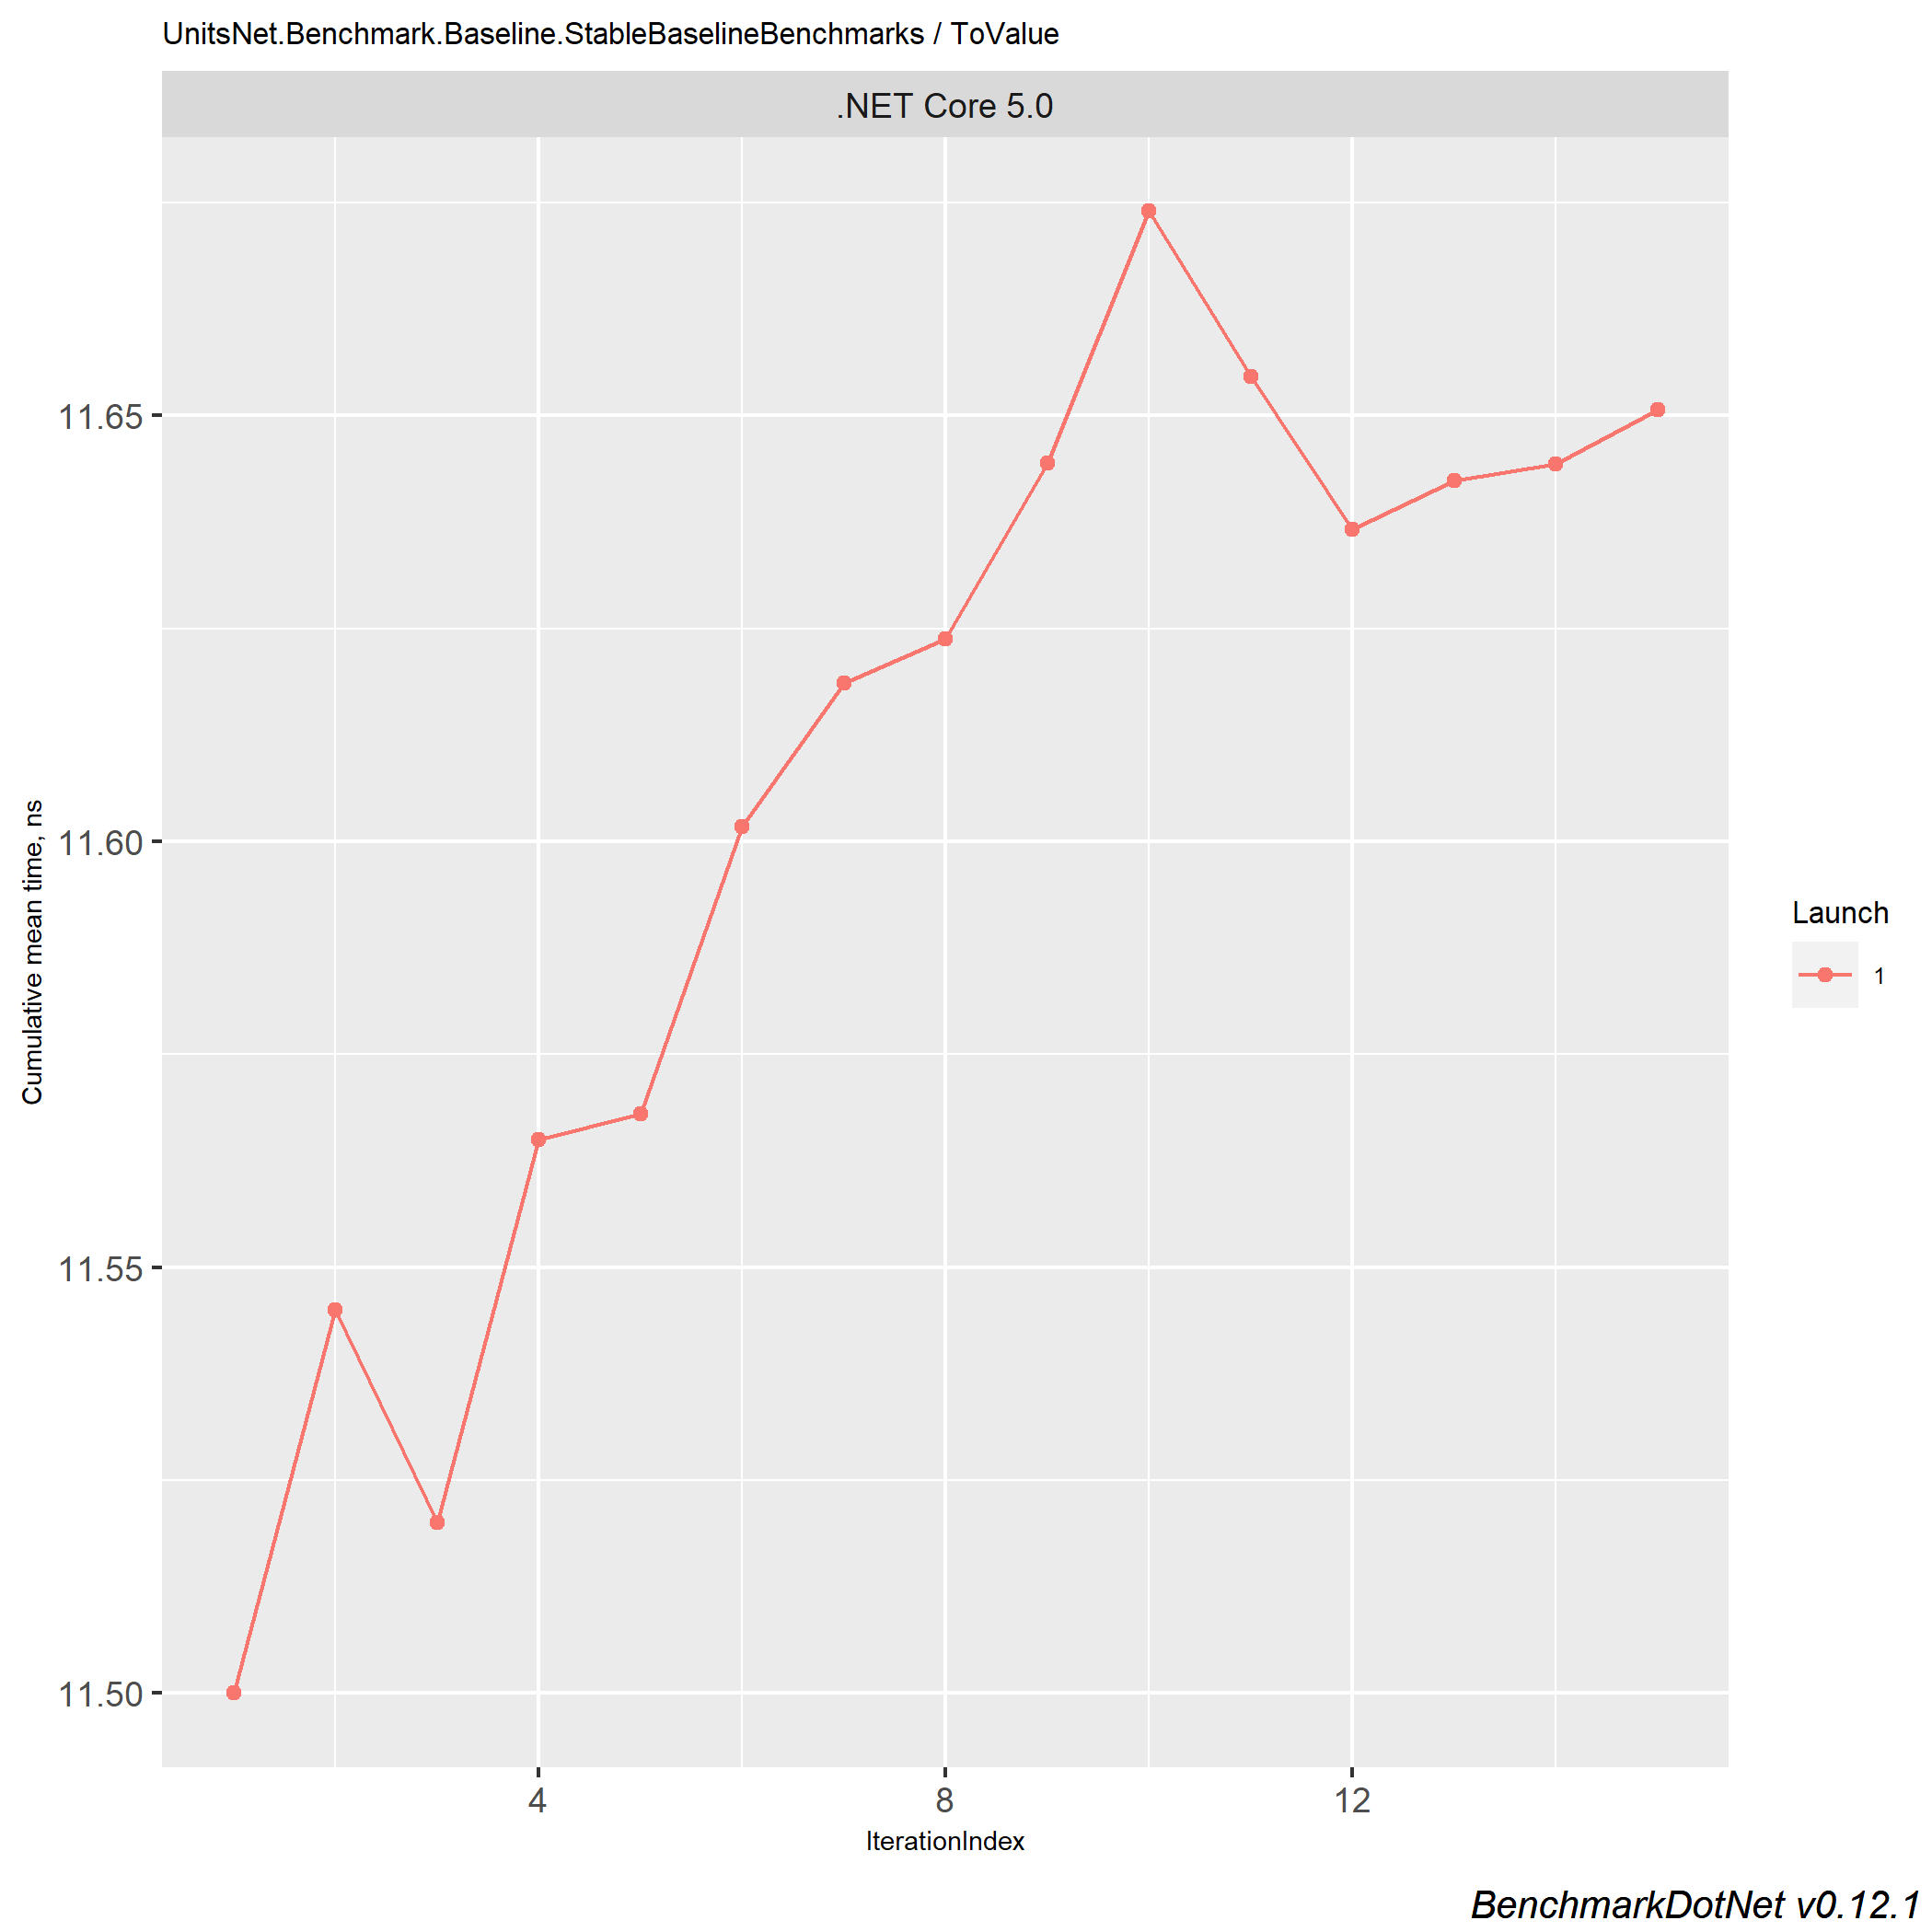 UnitsNet.Benchmark.Baseline.StableBaselineBenchmarks / ToValue
.NET Core 5.0
Cumulative mean time, ns
11.65
11.60
11.55
11.50
4
8
12
IterationIndex
Launch
1
BenchmarkDotNet v0.12.1